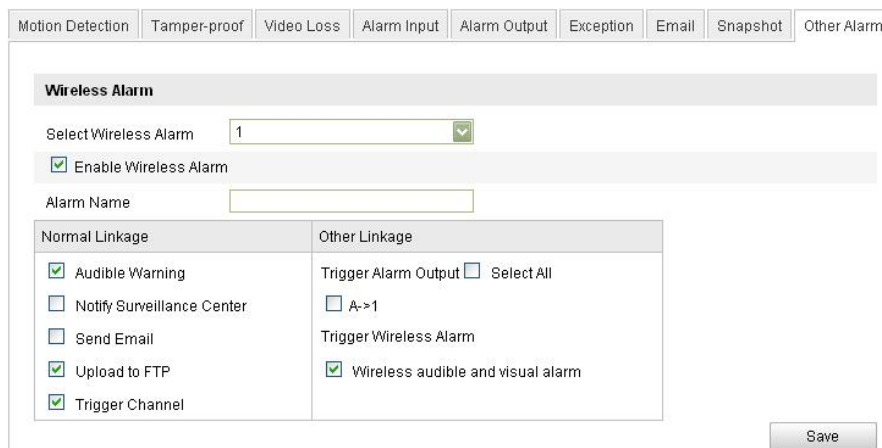 Motion Detection Tamper-proof Video Loss Alarm Input Alarm Output Exception Email Snapshot Other Alarm
Wireless Alarm
Select Wireless Alarm 1
Enable Wireless Alarm
Alarm Name
Normal Linkage Other Linkage
Audible Warning Trigger Alarm Output Select All
Notify Surveillance Center A->1
Send Email Trigger Wireless Alarm
Upload to FTP Wireless audible and visual alarm
Trigger Channel
Save